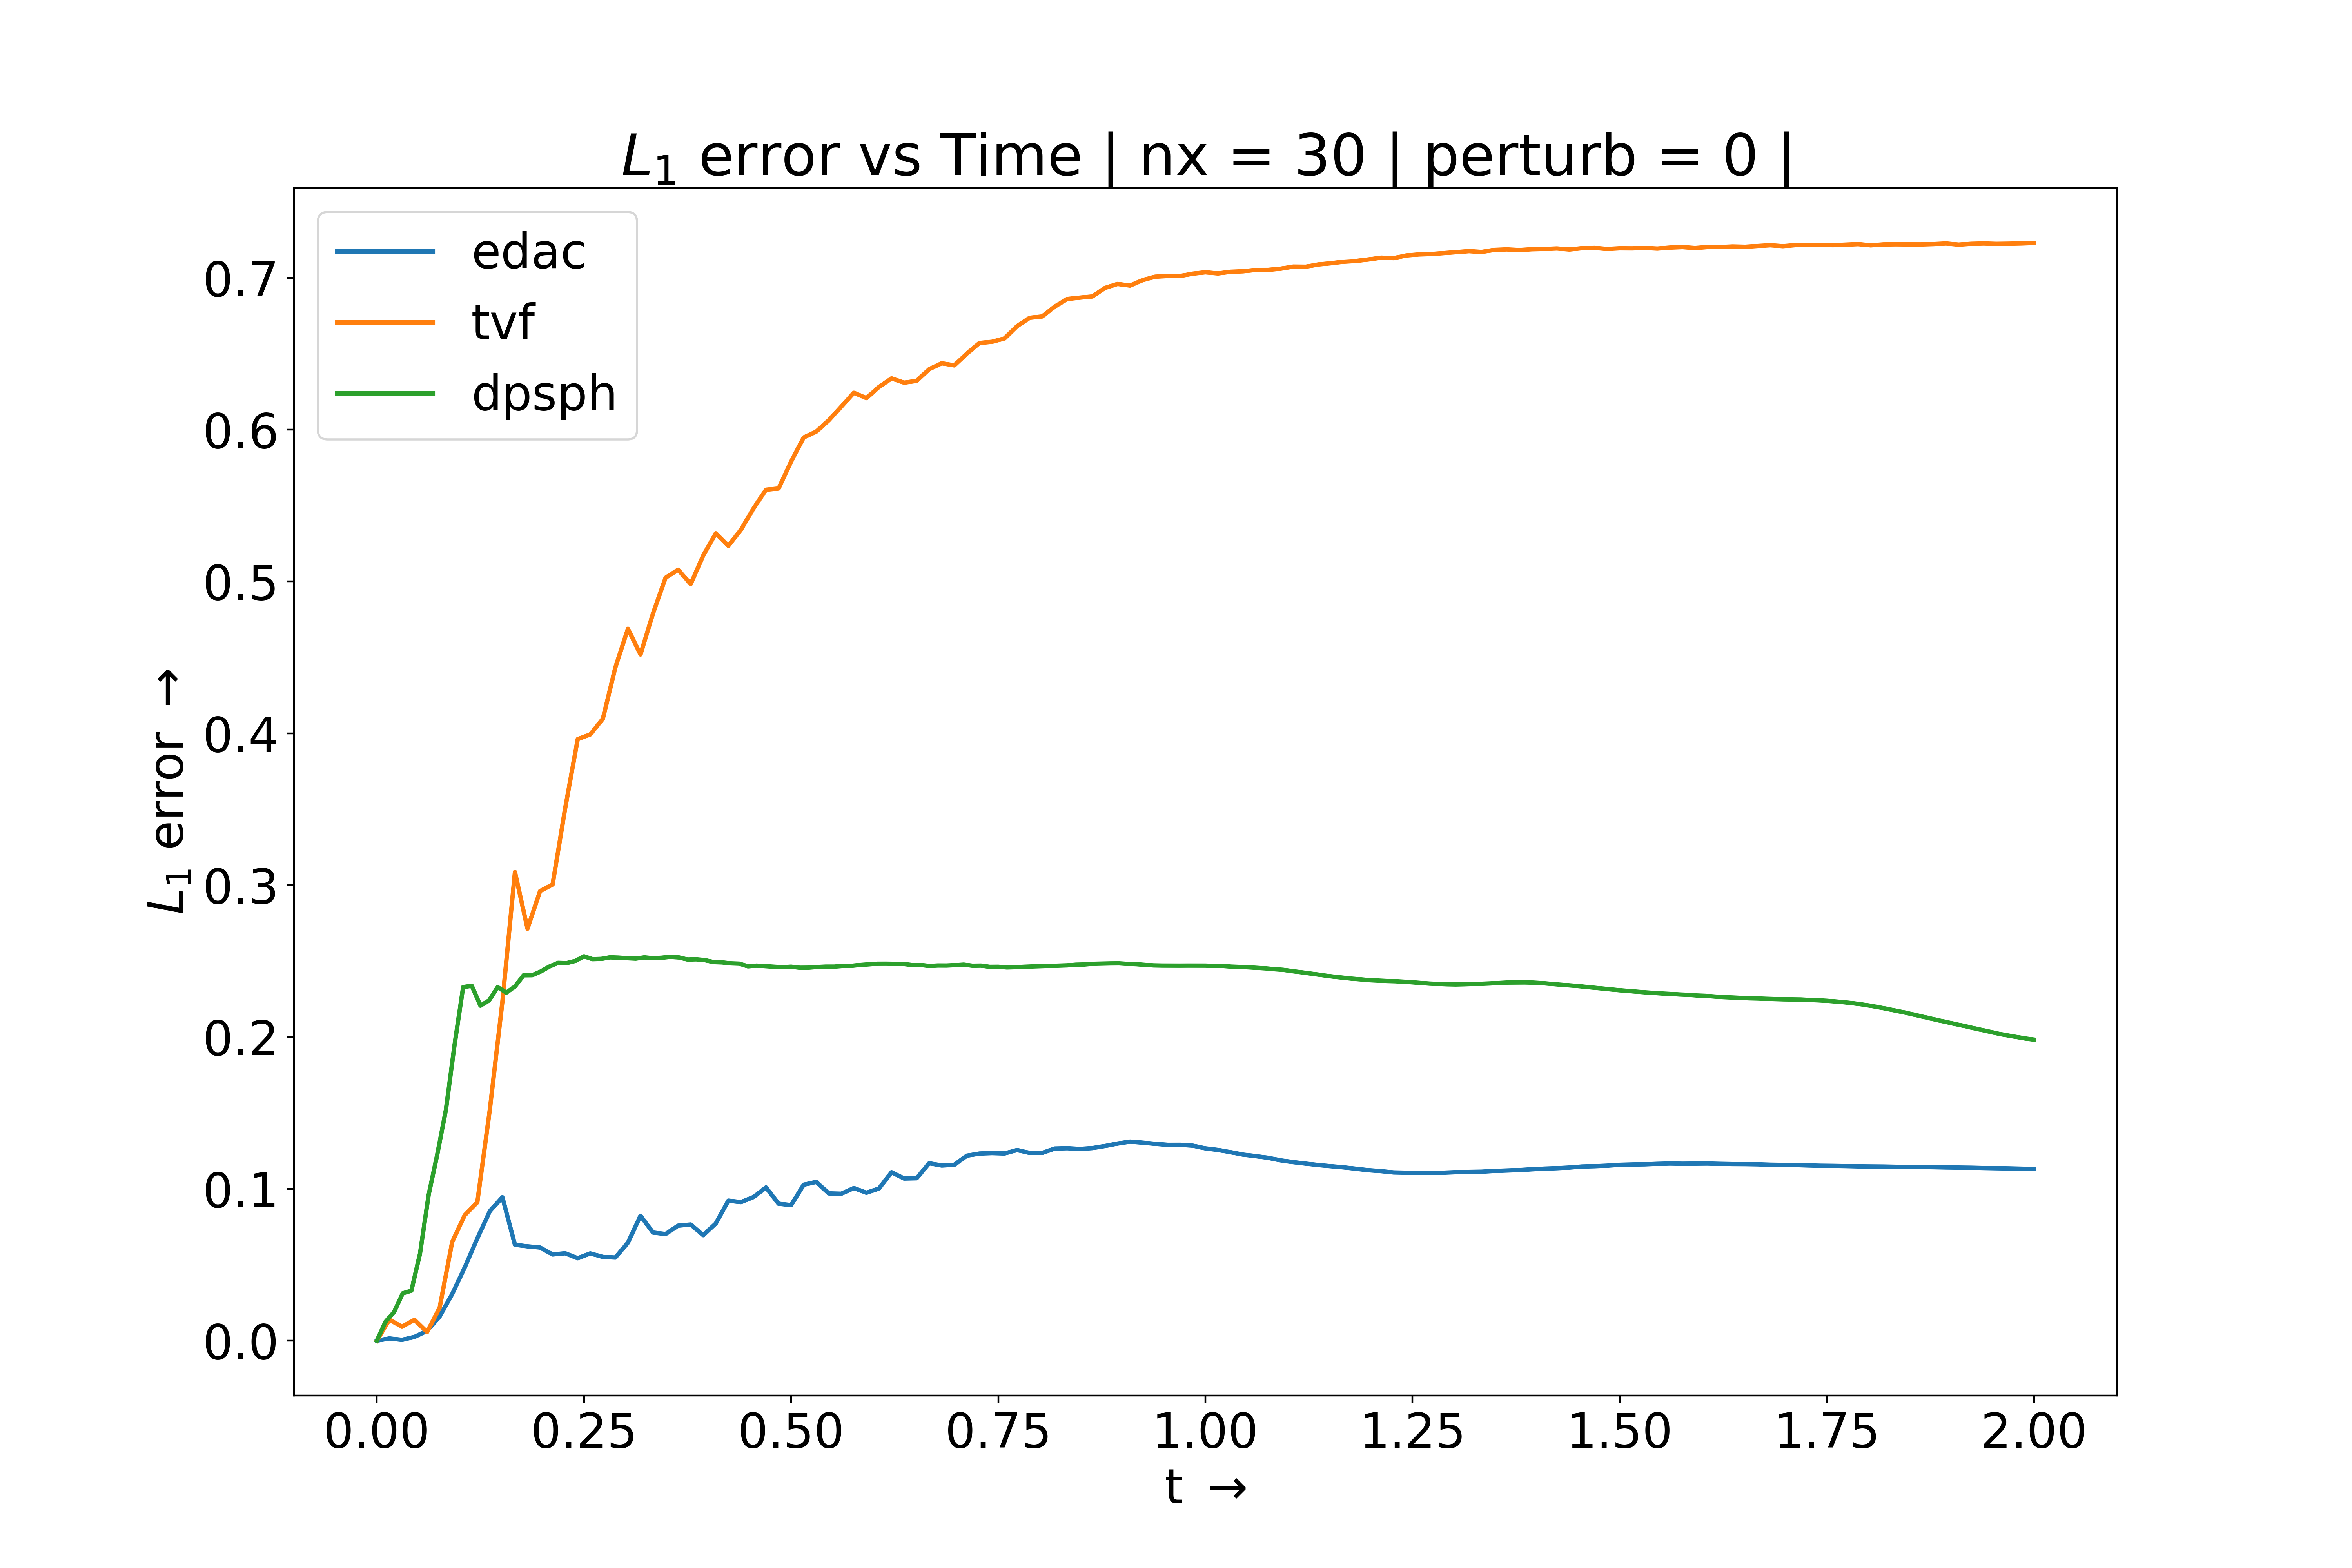 L₁ error vs Time | nx = 30 | perturb = 0 |
edac
tvf
dpsph
L₁ error →
0.7
0.6
0.5
0.4
0.3
0.2
0.1
0.0
0.00 0.25 0.50 0.75 1.00 1.25 1.50 1.75 2.00
t →